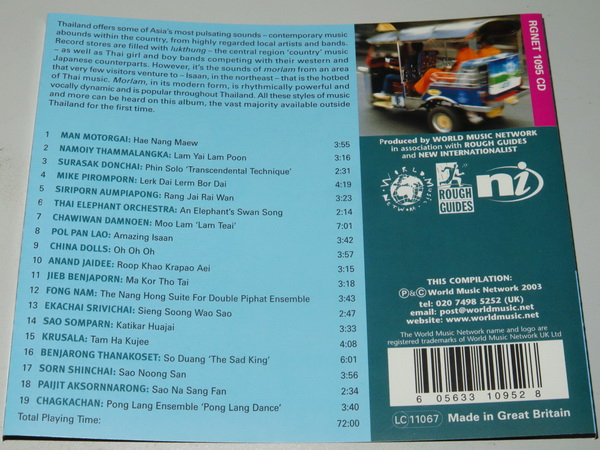 Thailand offers some of Asia's most pulsating sounds – contemporary music
abounds within the country, from highly regarded local artists and bands.
Record stores are filled with lukthung – the central region 'country' music
– as well as Thai girl and boy bands competing with their western and
Japanese counterparts. However, it's the sounds of morlam from an area
that very few visitors venture to – Isaan, in the northeast – that is the hotbed
of Thai music. Morlam, in its modern form, is rhythmically powerful and
vocally dynamic and is popular throughout Thailand. All these styles of music
and more can be heard on this album, the vast majority available outside
Thailand for the first time.
1 MAN MOTORGAI: Hae Nang Maew 3:55
2 NAMOIY THAMMALANGKA: Lam Yai Lam Poon 3:16
3 SURASAK DONCHAI: Phin Solo 'Transcendental Technique' 2:31
4 MIKE PIROMPORN: Lerk Dai Lerm Bor Dai 4:19
5 SIRIPORN AUMPIAPONG: Rang Jai Rai Wan 3:23
6 THAI ELEPHANT ORCHESTRA: An Elephant's Swan Song 2:14
7 CHAWIWAN DAMNOEN: Moo Lam 'Lam Teai' 7:01
8 POL PAN LAO: Amazing Isaan 3:42
9 CHINA DOLLS: Oh Oh Oh 3:57
10 ANAND JAIDEE: Roop Khao Krapao Aei 3:15
11 JIEB BENJAPORN: Ma Kor Tho Tai 3:18
12 FONG NAM: The Nang Hong Suite For Double Piphat Ensemble 3:43
13 EKACHAI SRIVICHAI: Sieng Soong Wao Sao 2:47
14 SAO SOMPARN: Katikar Huajai 3:33
15 KRUSALA: Tam Ha Kujee 4:08
16 BENJARONG THANAKOSET: So Duang 'The Sad King' 6:01
17 SORN SHINCHAI: Sao Noong San 3:56
18 PAIJIT AKSORNNARONG: Sao Na Sang Fan 2:34
19 CHAGKACHAN: Pong Lang Ensemble 'Pong Lang Dance' 3:40
Total Playing Time: 72:00
RGNET 1095 CD
Produced by WORLD MUSIC NETWORK
in association with ROUGH GUIDES
and NEW INTERNATIONALIST
WORLD MUSIC NETWORK
ROUGH
GUIDES
ni
THIS COMPILATION:
℗&© World Music Network 2003
tel: 020 7498 5252 (UK)
email: post@worldmusic.net
website: www.worldmusic.net
The World Music Network name and logo are
registered trademarks of World Music Network UK Ltd
6 05633 10952 8
LC 11067 Made in Great Britain